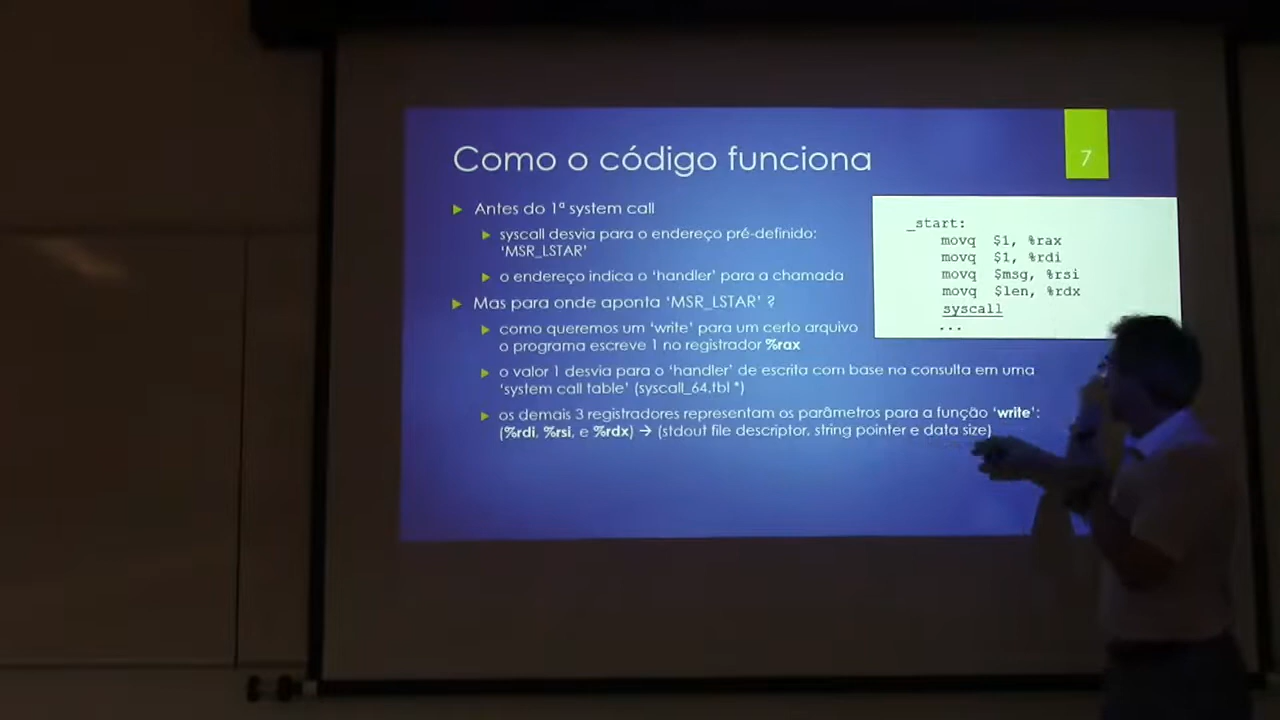 Como o código funciona
7
Antes do 1ª system call
syscall desvia para o endereço pré-definido:
'MSR_LSTAR'
o endereço indica o 'handler' para a chamada
Mas para onde aponta 'MSR_LSTAR' ?
como queremos um 'write' para um certo arquivo
o programa escreve 1 no registrador %rax
o valor 1 desvia para o 'handler' de escrita com base na consulta em uma
'system call table' (syscall_64.tbl *)
os demais 3 registradores representam os parâmetros para a função 'write':
(%rdi, %rsi, e %rdx) → (stdout file descriptor, string pointer e data size)
_start:
movq $1, %rax
movq $1, %rdi
movq $msg, %rsi
movq $len, %rdx
syscall
...